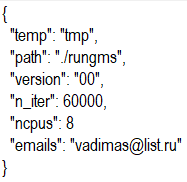 {
"temp": "tmp",
"path": "./rungms",
"version": "00",
"n_iter": 60000,
"ncpus": 8
"emails": "vadimas@list.ru"
}